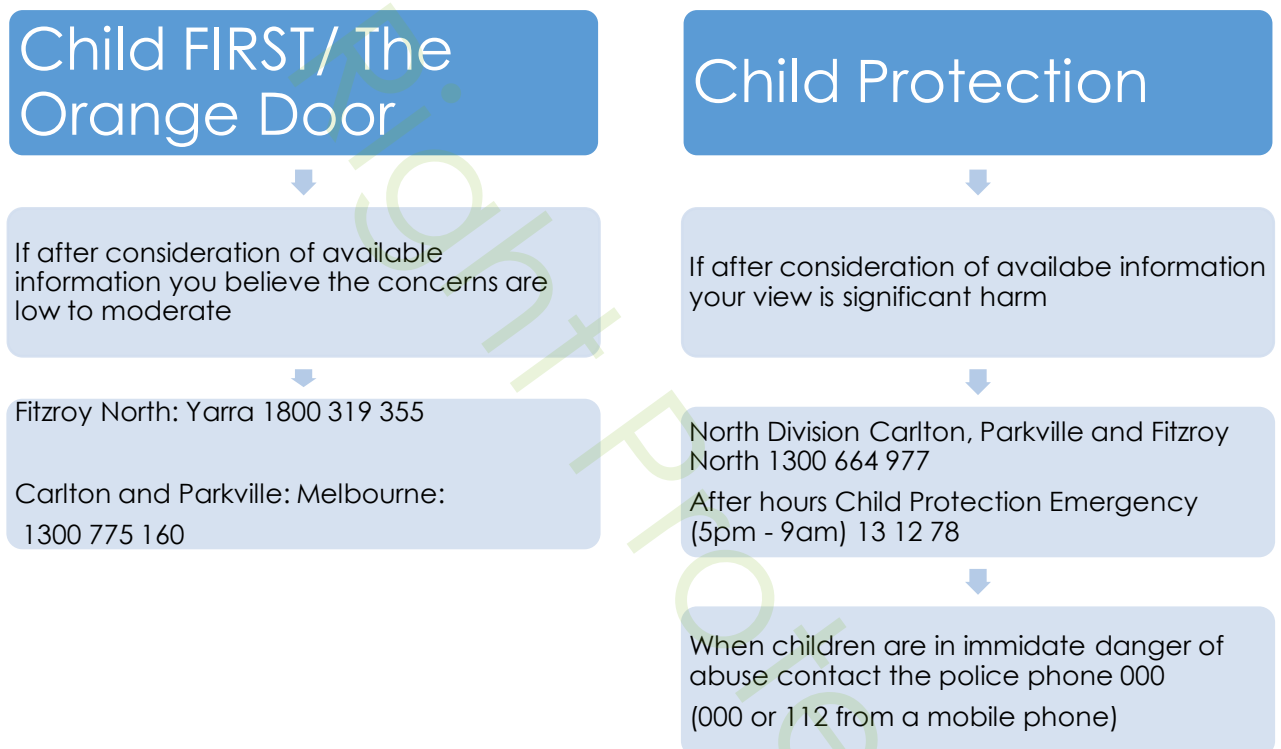 Child FIRST/ The
Orange Door
If after consideration of available
information you believe the concerns are
low to moderate
Fitzroy North: Yarra 1800 319 355
Carlton and Parkville: Melbourne:
1300 775 160
Child Protection
If after consideration of availabe information
your view is significant harm
North Division Carlton, Parkville and Fitzroy
North 1300 664 977
After hours Child Protection Emergency
(5pm - 9am) 13 12 78
When children are in immidate danger of
abuse contact the police phone 000
(000 or 112 from a mobile phone)
Right Prote